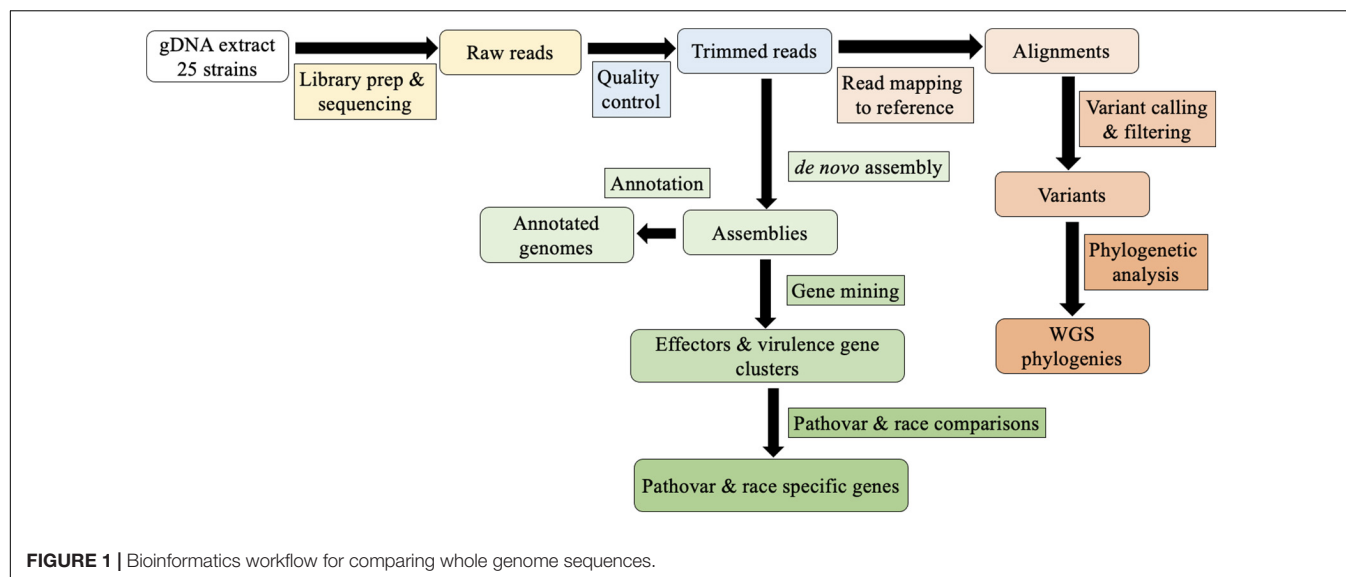 gDNA extract
25 strains
Library prep &
sequencing
Raw reads
Quality
control
Trimmed reads
Read mapping
to reference
Alignments
Variant calling
& filtering
Variants
Phylogenetic
analysis
WGS
phylogenies
de novo assembly
Annotation
Annotated
genomes
Assemblies
Gene mining
Effectors & virulence gene
clusters
Pathovar & race comparisons
Pathovar & race specific genes
FIGURE 1 | Bioinformatics workflow for comparing whole genome sequences.